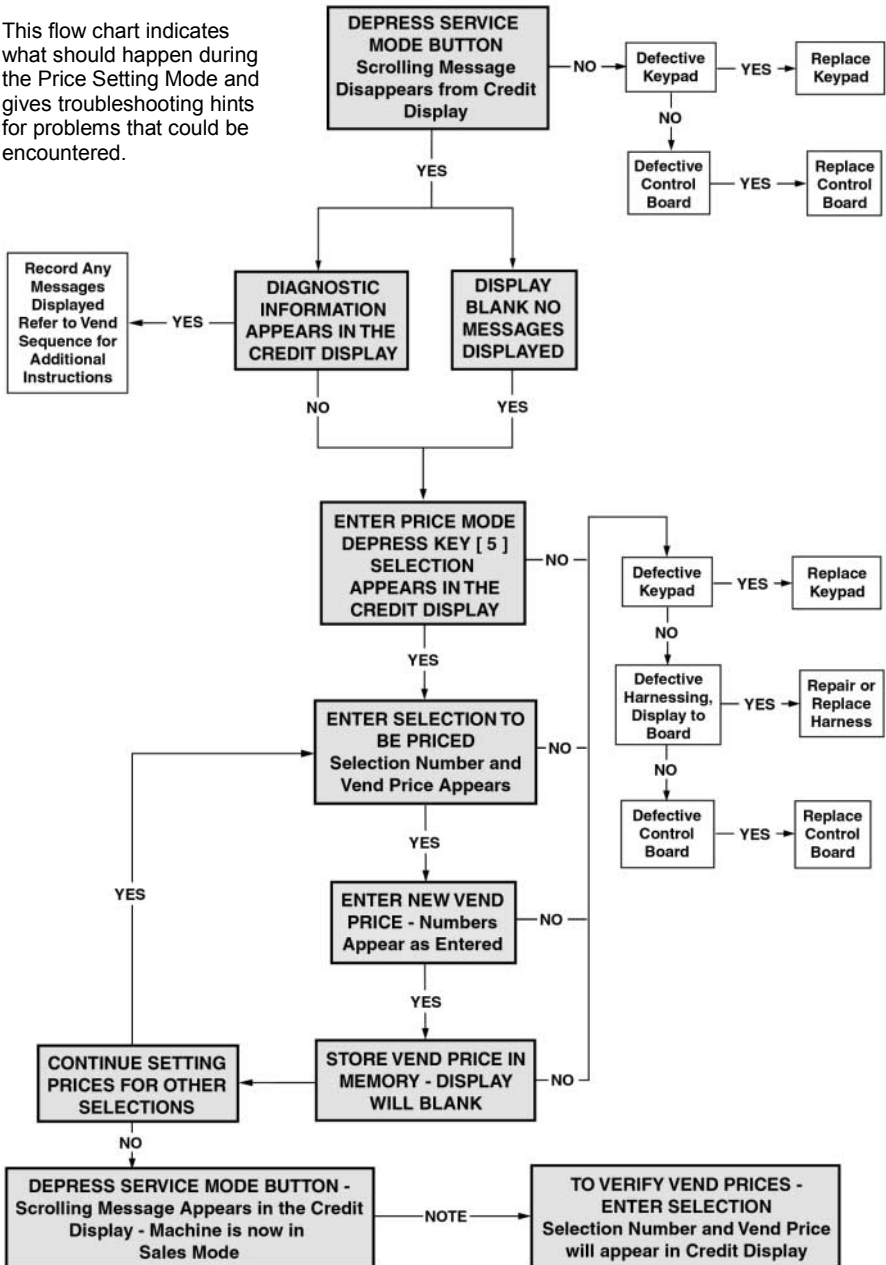 This flow chart indicates
what should happen during
the Price Setting Mode and
gives troubleshooting hints
for problems that could be
encountered.
DEPRESS SERVICE
MODE BUTTON
Scrolling Message
Disappears from Credit
Display
NO
Defective
Keypad
YES
Replace
Keypad
NO
Defective
Control
Board
YES
Replace
Control
Board
YES
Record Any
Messages
Displayed
Refer to Vend
Sequence for
Additional
Instructions
YES
DIAGNOSTIC
INFORMATION
APPEARS IN THE
CREDIT DISPLAY
DISPLAY
BLANK NO
MESSAGES
DISPLAYED
NO
YES
ENTER PRICE MODE
DEPRESS KEY [ 5 ]
SELECTION
APPEARS IN THE
CREDIT DISPLAY
NO
Defective
Keypad
YES
Replace
Keypad
NO
YES
Defective
Harnessing,
Display to
Board
YES
Repair or
Replace
Harness
NO
ENTER SELECTION TO
BE PRICED
Selection Number and
Vend Price Appears
NO
Defective
Control
Board
YES
Replace
Control
Board
YES
YES
ENTER NEW VEND
PRICE - Numbers
Appear as Entered
NO
YES
CONTINUE SETTING
PRICES FOR OTHER
SELECTIONS
STORE VEND PRICE IN
MEMORY - DISPLAY
WILL BLANK
NO
NO
DEPRESS SERVICE MODE BUTTON -
Scrolling Message Appears in the Credit
Display - Machine is now in
Sales Mode
NOTE
TO VERIFY VEND PRICES -
ENTER SELECTION
Selection Number and Vend Price
will appear in Credit Display